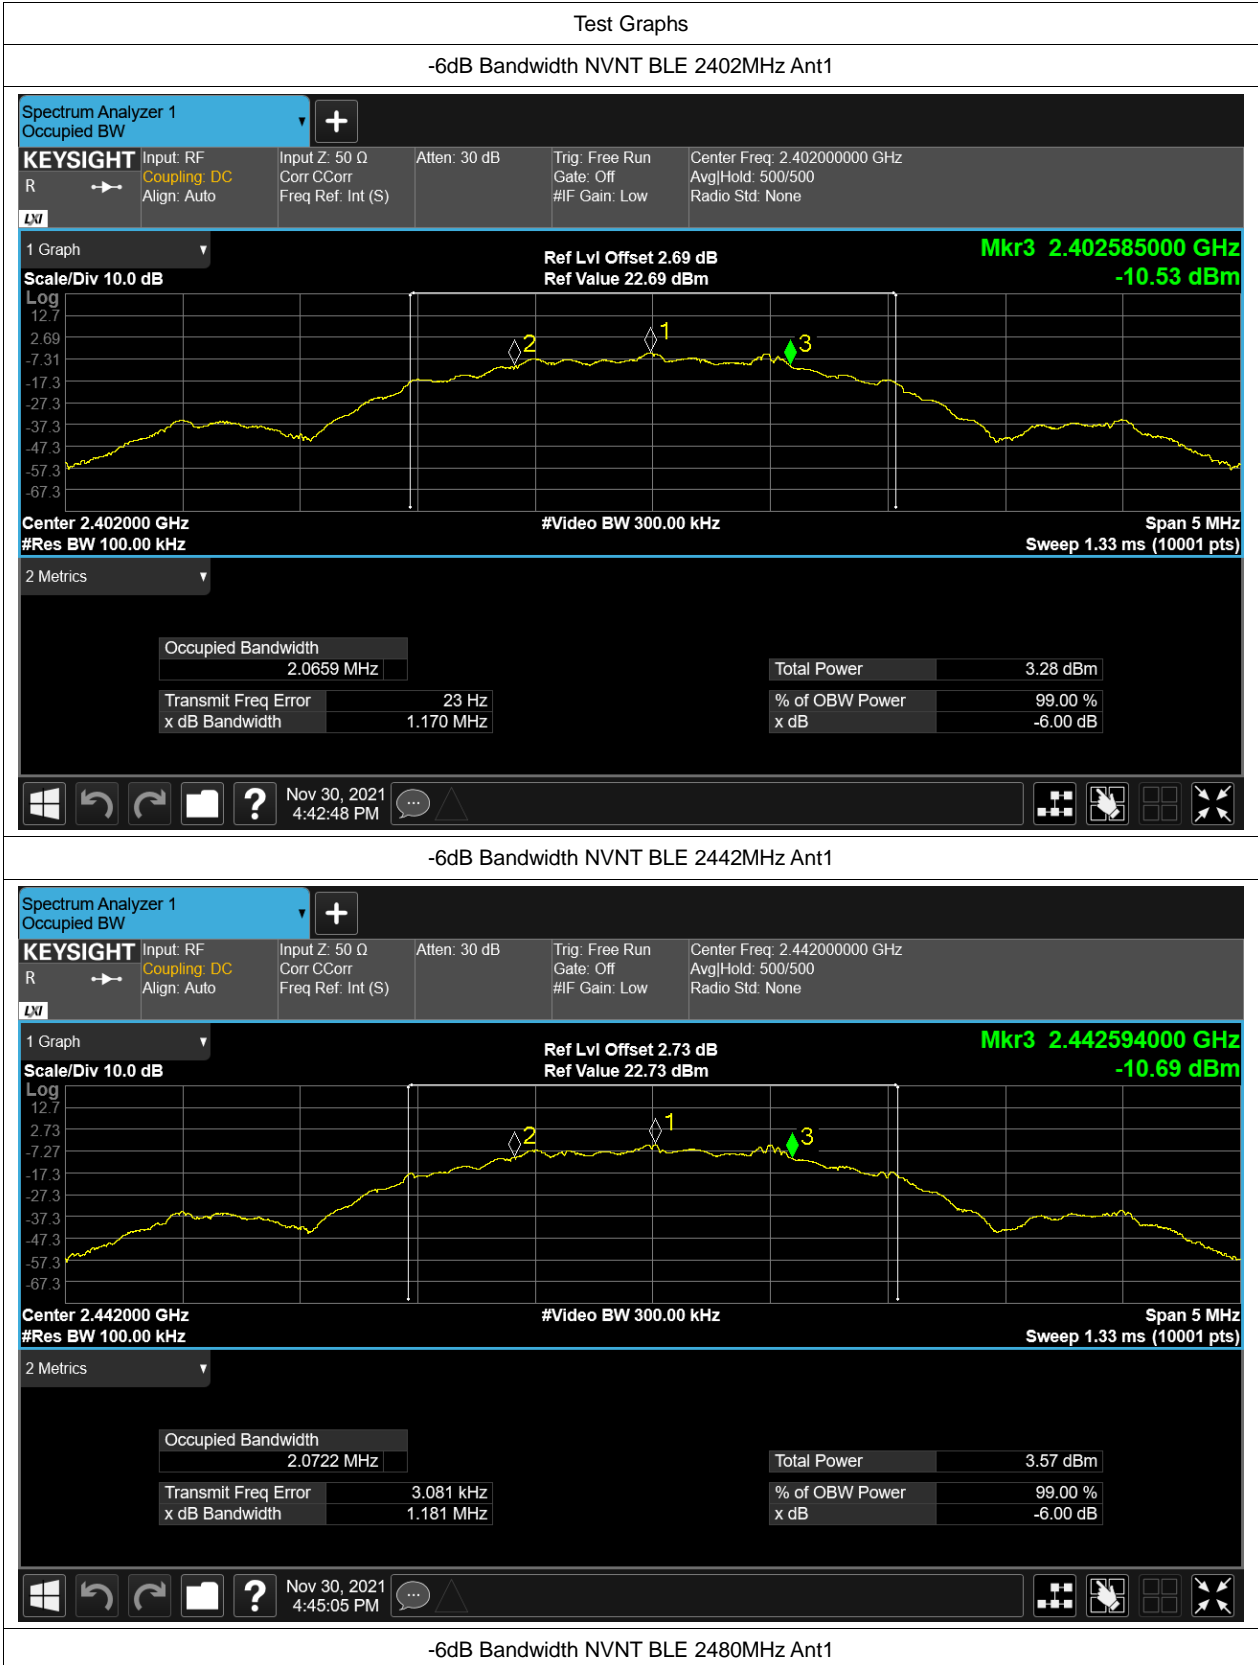 Test Graphs
-6dB Bandwidth NVNT BLE 2402MHz Ant1
Spectrum Analyzer 1
Occupied BW
KEYSIGHT Input: RF Input Z: 50 Ω Atten: 30 dB Trig: Free Run Center Freq: 2.402000000 GHz
R Coupling: DC Corr CCorr Gate: Off Avg|Hold: 500/500
Align: Auto Freq Ref: Int (S) #IF Gain: Low Radio Std: None
LXI
1 Graph Ref Lvl Offset 2.69 dB Mkr3 2.402585000 GHz
Scale/Div 10.0 dB Ref Value 22.69 dBm -10.53 dBm
Log
12.7
2.69
-7.31
-17.3
-27.3
-37.3
-47.3
-57.3
-67.3
2 1 3
Center 2.402000 GHz #Video BW 300.00 kHz Span 5 MHz
#Res BW 100.00 kHz Sweep 1.33 ms (10001 pts)
2 Metrics
Occupied Bandwidth
2.0659 MHz Total Power 3.28 dBm
Transmit Freq Error 23 Hz % of OBW Power 99.00 %
x dB Bandwidth 1.170 MHz x dB -6.00 dB
? Nov 30, 2021
4:42:48 PM
-6dB Bandwidth NVNT BLE 2442MHz Ant1
Spectrum Analyzer 1
Occupied BW
KEYSIGHT Input: RF Input Z: 50 Ω Atten: 30 dB Trig: Free Run Center Freq: 2.442000000 GHz
R Coupling: DC Corr CCorr Gate: Off Avg|Hold: 500/500
Align: Auto Freq Ref: Int (S) #IF Gain: Low Radio Std: None
LXI
1 Graph Ref Lvl Offset 2.73 dB Mkr3 2.442594000 GHz
Scale/Div 10.0 dB Ref Value 22.73 dBm -10.69 dBm
Log
12.7
2.73
-7.27
-17.3
-27.3
-37.3
-47.3
-57.3
-67.3
2 1 3
Center 2.442000 GHz #Video BW 300.00 kHz Span 5 MHz
#Res BW 100.00 kHz Sweep 1.33 ms (10001 pts)
2 Metrics
Occupied Bandwidth
2.0722 MHz Total Power 3.57 dBm
Transmit Freq Error 3.081 kHz % of OBW Power 99.00 %
x dB Bandwidth 1.181 MHz x dB -6.00 dB
? Nov 30, 2021
4:45:05 PM
-6dB Bandwidth NVNT BLE 2480MHz Ant1